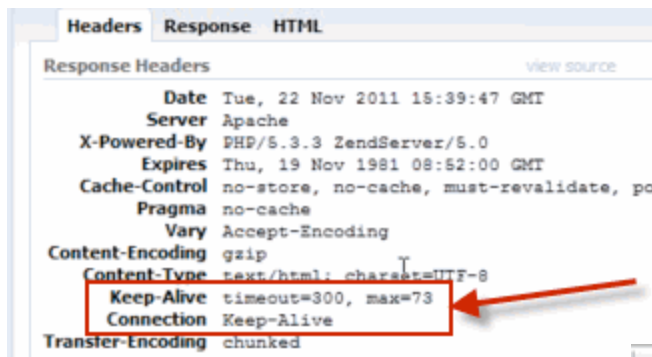 Headers Response HTML
Response Headers view source
Date Tue, 22 Nov 2011 15:39:47 GMT
Server Apache
X-Powered-By PHP/5.3.3 ZendServer/5.0
Expires Thu, 19 Nov 1981 08:52:00 GMT
Cache-Control no-store, no-cache, must-revalidate, po
Pragma no-cache
Vary Accept-Encoding
Content-Encoding gzip
Content-Type text/html; charset=UTF-8
Keep-Alive timeout=300, max=73
Connection Keep-Alive
Transfer-Encoding chunked